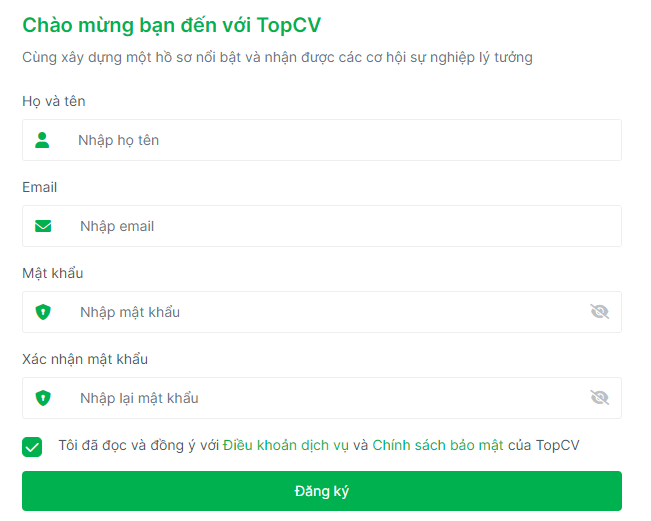 Chào mừng bạn đến với TopCV
Cùng xây dựng một hồ sơ nổi bật và nhận được các cơ hội sự nghiệp lý tưởng
Họ và tên
Nhập họ tên
Email
Nhập email
Mật khẩu
Nhập mật khẩu
Xác nhận mật khẩu
Nhập lại mật khẩu
Tôi đã đọc và đồng ý với Điều khoản dịch vụ và Chính sách bảo mật của TopCV
Đăng ký